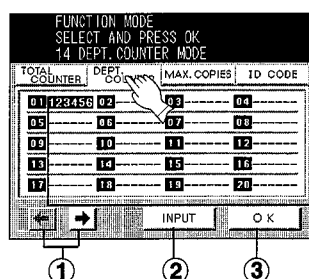 FUNCTION MODE
SELECT AND PRESS OK
14 DEPT. COUNTER MODE
TOTAL COUNTER DEPT. MAX. COPIES ID CODE
01 123456 02 ------ 03 ------ 04 ------
05 ------ 06 ------ 07 ------ 08 ------
09 ------ 10 ------ 11 ------ 12 ------
13 ------ 14 ------ 15 ------ 16 ------
17 ------ 18 ------ 19 ------ 20 ------
← → INPUT OK
1 2 3